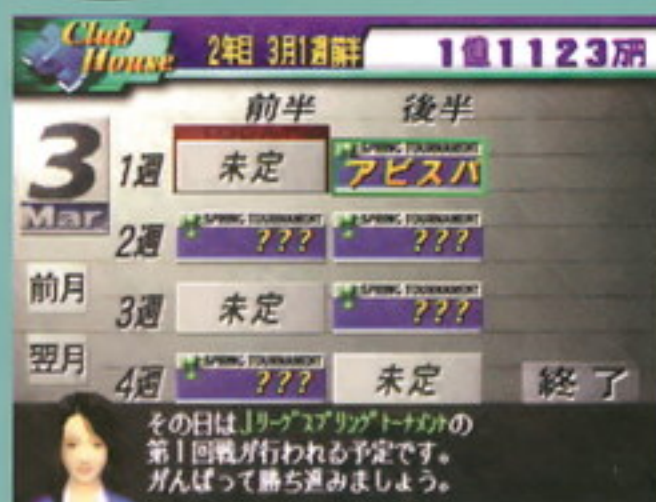 Club House 2年目 3月1週前半 1億1123万円
前半 後半
3 Mar.
1週 未定 SPRING TOURNAMENT アビスパ
2週 SPRING TOURNAMENT ??? SPRING TOURNAMENT ???
前月
3週 未定 SPRING TOURNAMENT ???
翌月
4週 SPRING TOURNAMENT ??? 未定 終了
その日はJリーグスプリングトーナメントの
第1回戦が行われる予定です。
がんばって勝ち進みましょう。